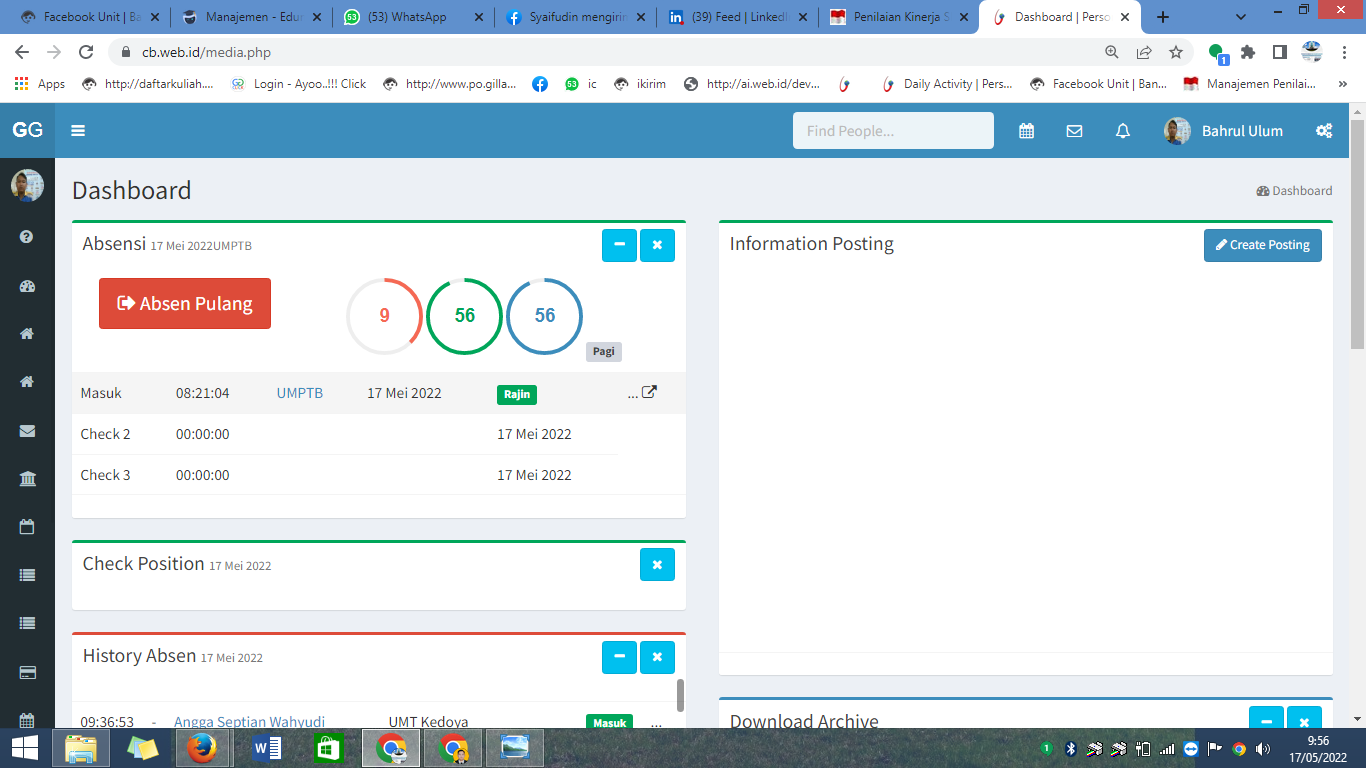 Facebook Unit | Ba
Manajemen - Edu
(53) WhatsApp
Syaifudin mengirin
(39) Feed | LinkedI
Penilaian Kinerja S
Dashboard | Perso
cb.web.id/media.php
1
Apps
http://daftarkuliah....
Login - Ayoo..!!! Click
http://www.po.gilla...
ic
ikirim
http://ai.web.id/dev...
Daily Activity | Pers...
Facebook Unit | Ban...
Manajemen Penilai...
»
GG
Find People...
Bahrul Ulum
Dashboard
Dashboard
Absensi 17 Mei 2022UMPTB
Absen Pulang
9
56
56
Pagi
Masuk 08:21:04 UMPTB 17 Mei 2022 Rajin ...
Check 2 00:00:00 17 Mei 2022
Check 3 00:00:00 17 Mei 2022
Check Position 17 Mei 2022
History Absen 17 Mei 2022
09:36:53 - Angga Septian Wahyudi UMT Kedoya Masuk ...
Information Posting
Create Posting
Download Archive
9:56
17/05/2022